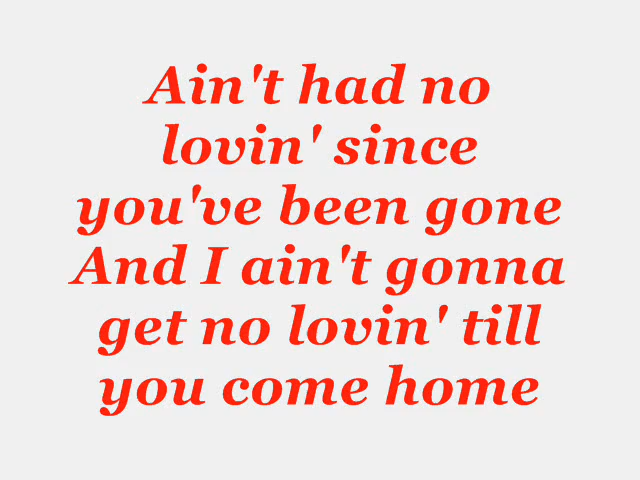 Ain't had no
lovin' since
you've been gone
And I ain't gonna
get no lovin' till
you come home